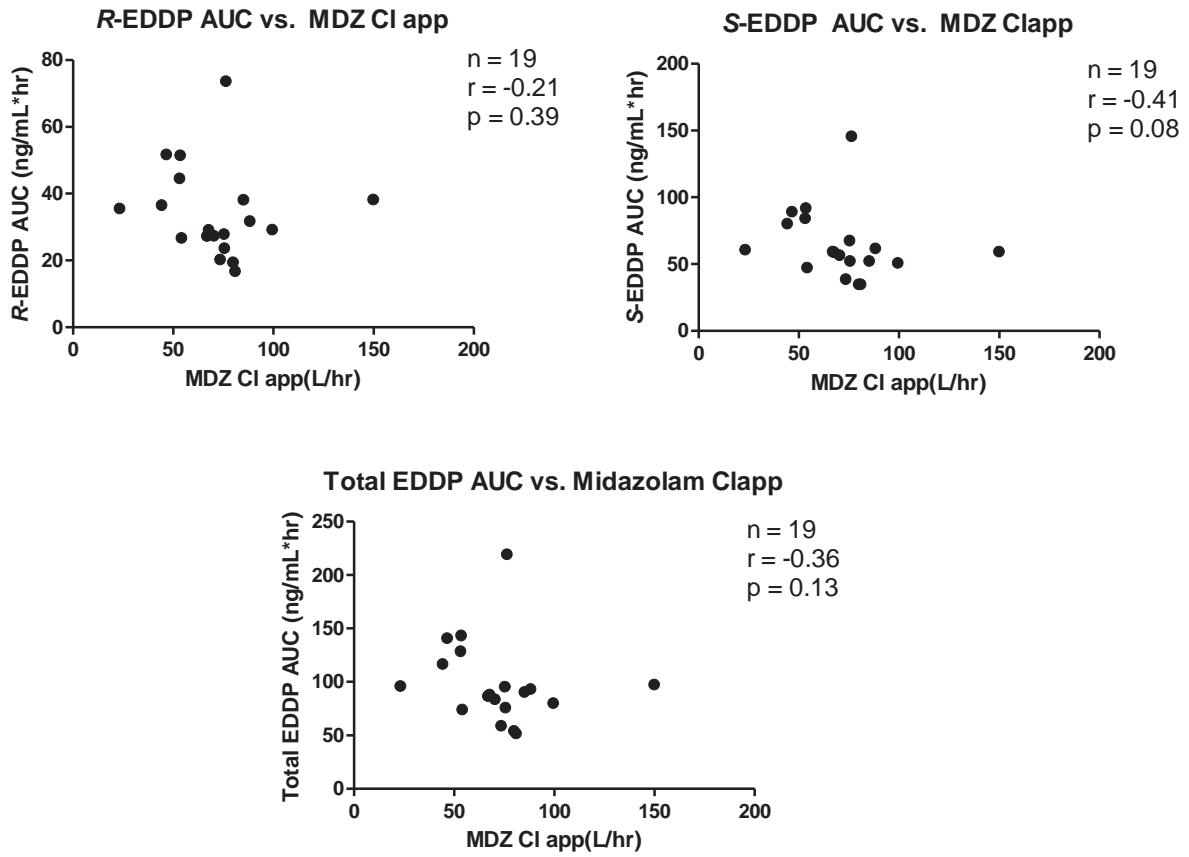 R-EDDP AUC vs. MDZ Cl app
n = 19
r = -0.21
p = 0.39
R-EDDP AUC (ng/mL*hr)
80
60
40
20
0
0 50 100 150 200
MDZ Cl app(L/hr)
S-EDDP AUC vs. MDZ Clapp
n = 19
r = -0.41
p = 0.08
S-EDDP AUC (ng/mL*hr)
200
150
100
50
0
0 50 100 150 200
MDZ Cl app(L/hr)
Total EDDP AUC vs. Midazolam Clapp
n = 19
r = -0.36
p = 0.13
Total EDDP AUC (ng/mL*hr)
250
200
150
100
50
0
0 50 100 150 200
MDZ Cl app(L/hr)